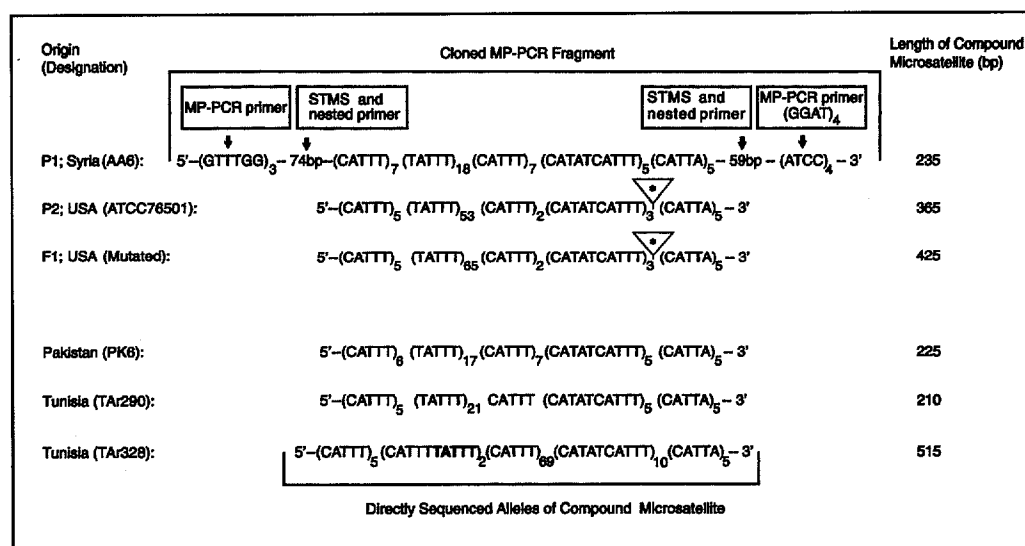 Origin
(Designation)
Cloned MP-PCR Fragment
Length of Compound
Microsatellite (bp)
MP-PCR primer
STMS and
nested primer
STMS and
nested primer
MP-PCR primer
(GGAT)4
P1; Syria (AA6): 5'–(GTTTGG)3– 74bp–(CATTT)7(TATTT)18(CATTT)7(CATATCATTT)5(CATTA)5– 59bp –(ATCC)4– 3' 235
*
P2; USA (ATCC76501): 5'–(CATTT)5 (TATTT)53 (CATTT)2(CATATCATTT)3 (CATTA)5– 3' 365
*
F1; USA (Mutated): 5'–(CATTT)5 (TATTT)65 (CATTT)2(CATATCATTT)3 (CATTA)5– 3' 425
Pakistan (PK6): 5'–(CATTT)6 (TATTT)17(CATTT)7(CATATCATTT)5 (CATTA)5– 3' 225
Tunisia (TAr290): 5'–(CATTT)5 (TATTT)21 CATTT (CATATCATTT)5(CATTA)5– 3' 210
Tunisia (TAr328): 5'–(CATTT)5(CATTTTATTT)2(CATTT)69(CATATCATTT)10(CATTA)5– 3' 515
Directly Sequenced Alleles of Compound Microsatellite